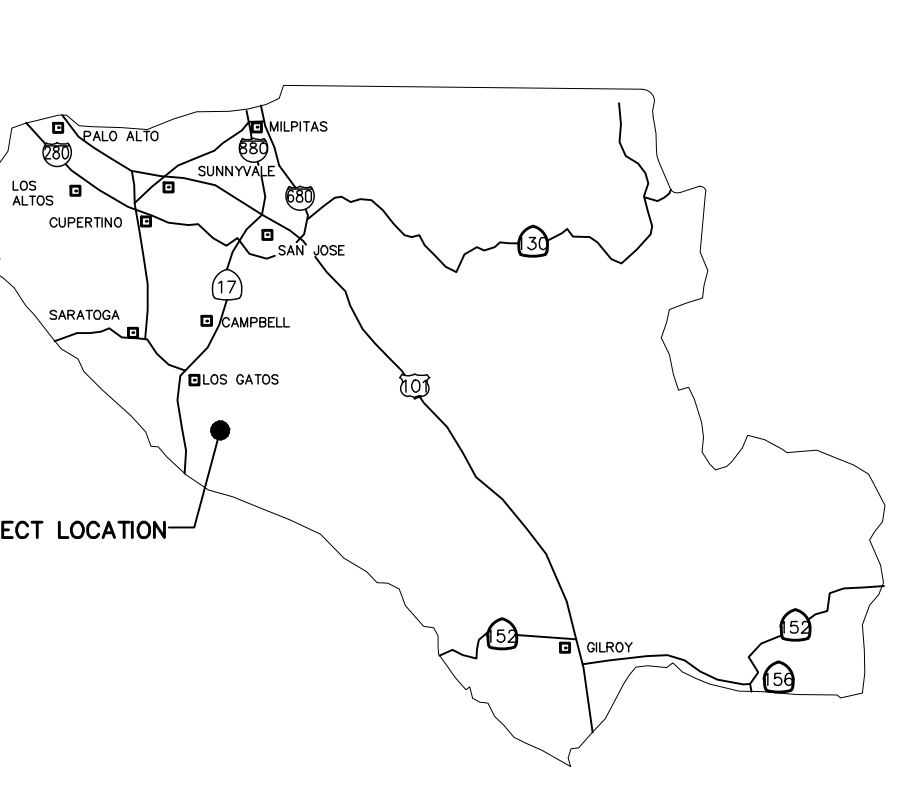 PALO ALTO
MILPITAS
280
880
SUNNYVALE
LOS
ALTOS
680
CUPERTINO
SAN JOSE
130
17
SARATOGA
CAMPBELL
LOS GATOS
101
ECT LOCATION
152
152
GILROY
156